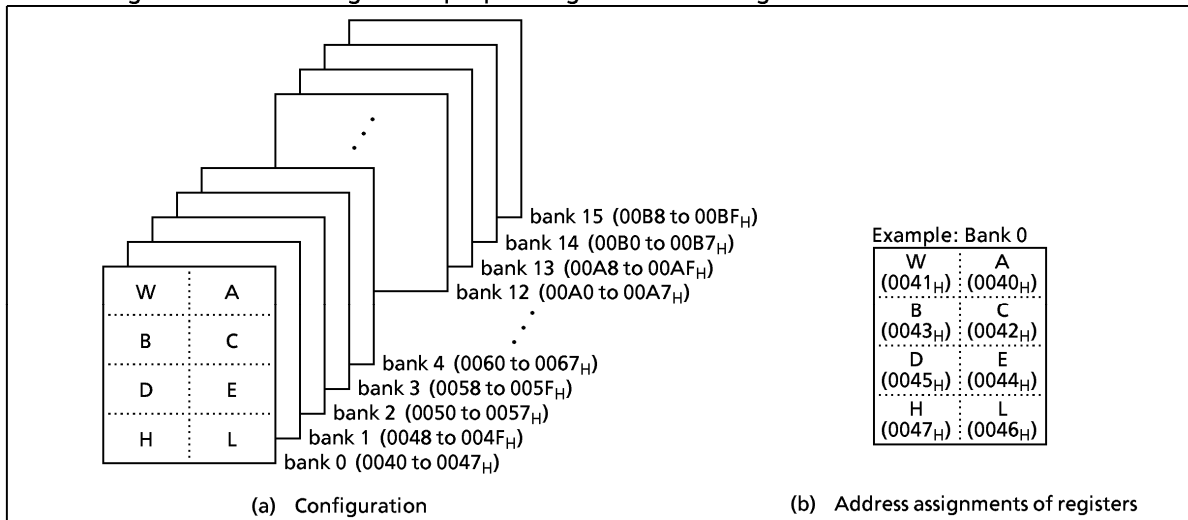 bank 15 (00B8 to 00BFH)
bank 14 (00B0 to 00B7H)
bank 13 (00A8 to 00AFH)
bank 12 (00A0 to 00A7H)
bank 4 (0060 to 0067H)
bank 3 (0058 to 005FH)
bank 2 (0050 to 0057H)
bank 1 (0048 to 004FH)
bank 0 (0040 to 0047H)
W A
B C
D E
H L
(a) Configuration
Example: Bank 0
W A
(0041H) (0040H)
B C
(0043H) (0042H)
D E
(0045H) (0044H)
H L
(0047H) (0046H)
(b) Address assignments of registers